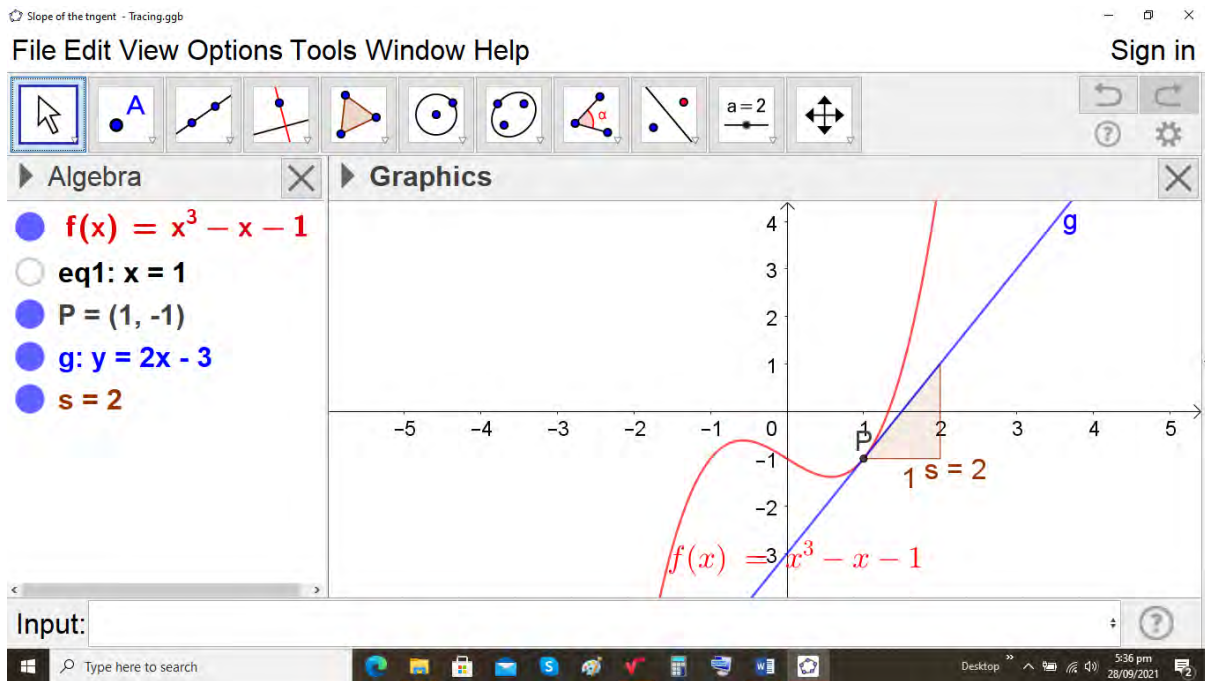 Slope of the tngent - Tracing.ggb
File Edit View Options Tools Window Help
Sign in
A
α
a = 2
Algebra
Graphics
f(x) = x³ – x – 1
eq1: x = 1
P = (1, -1)
g: y = 2x - 3
s = 2
4
g
3
2
1
–5 –4 –3 –2 –1 0 1 2 3 4 5
P
–1
1 s = 2
–2
–3
f(x) = x³ – x – 1
Input:
Type here to search
Desktop
5:36 pm
28/09/2021
2